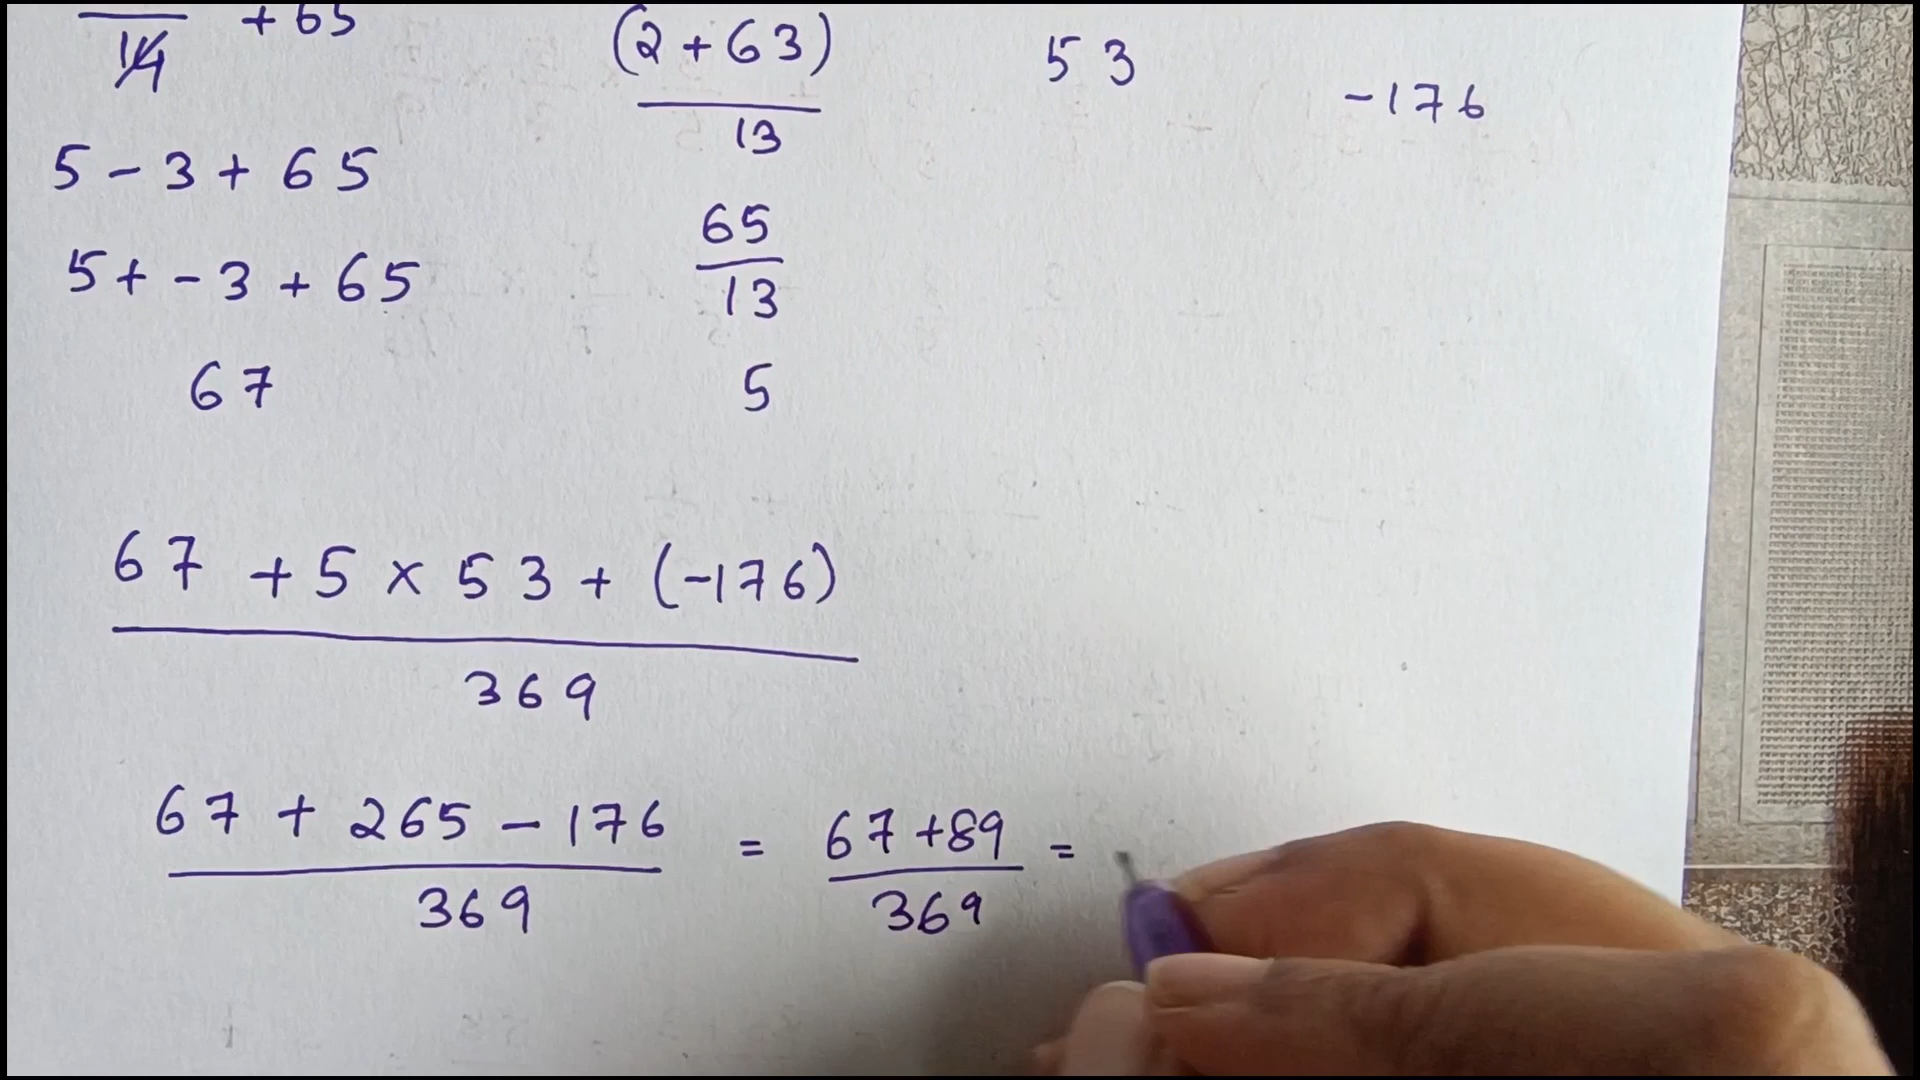 14 + 65
5 - 3 + 65
5 + - 3 + 65
67
(2 + 63)
13
65
13
5
53
-176
67 + 5 × 53 + (-176)
369
67 + 265 - 176 = 67 + 89 =
369 369